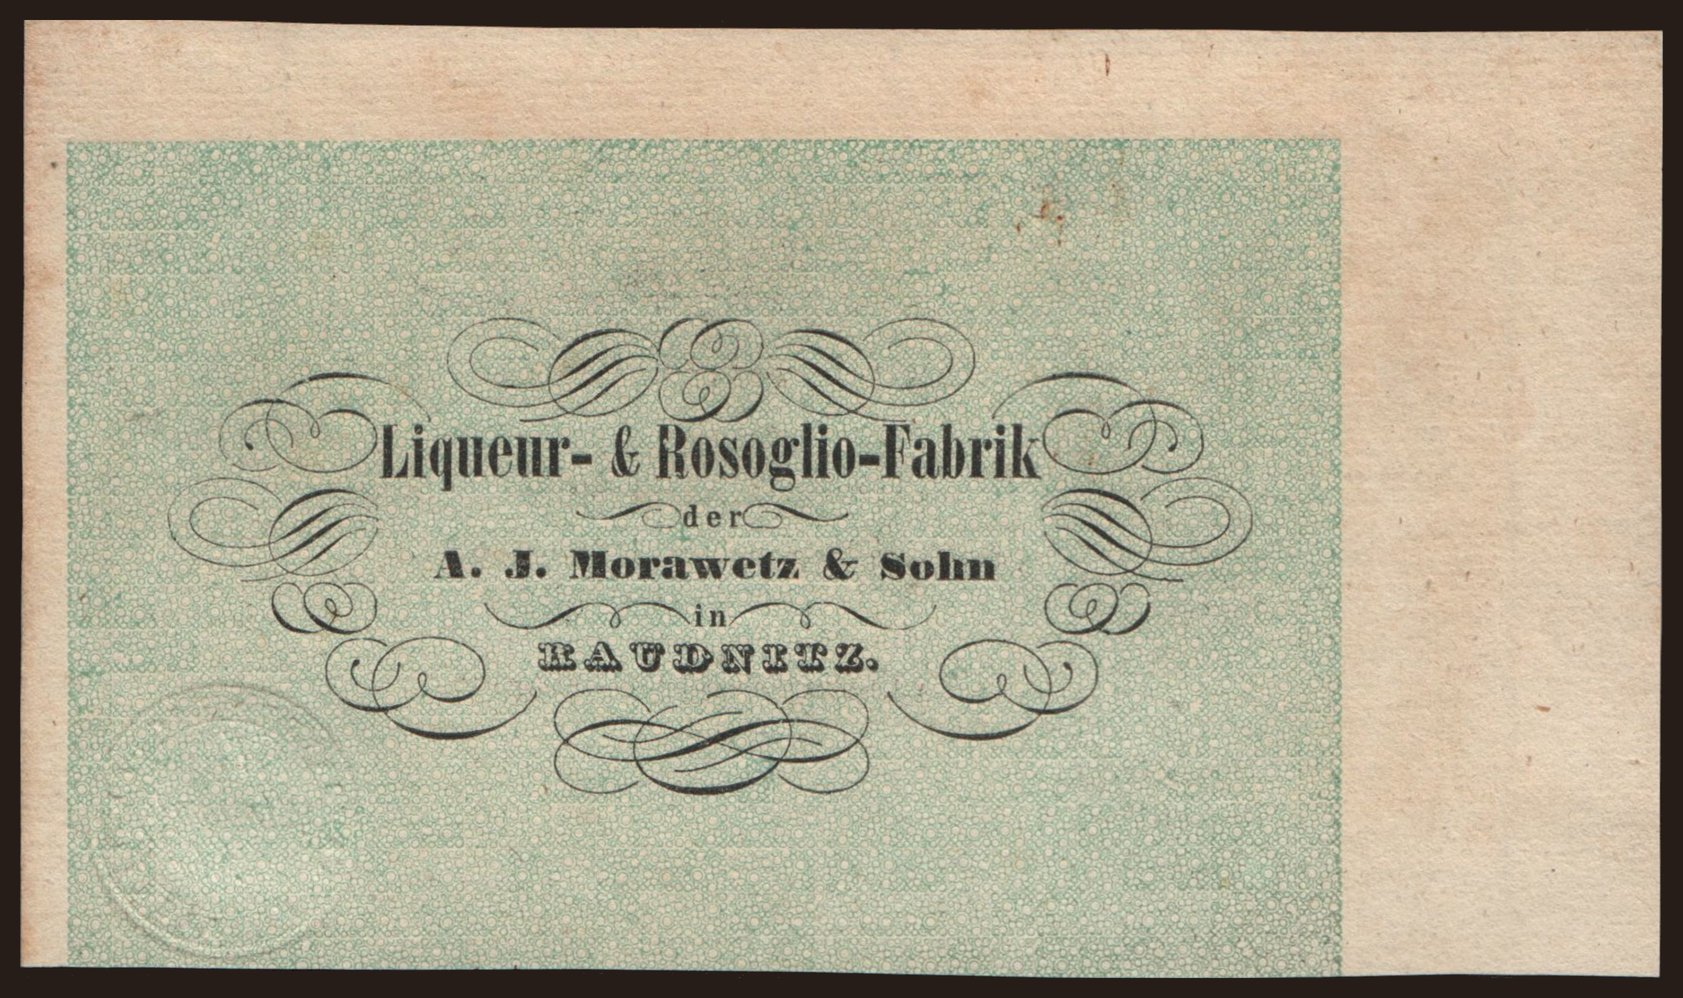 Liqueur- & Rosoglio-Fabrik
der
A. J. Morawetz & Sohn
in
RAUDNITZ.